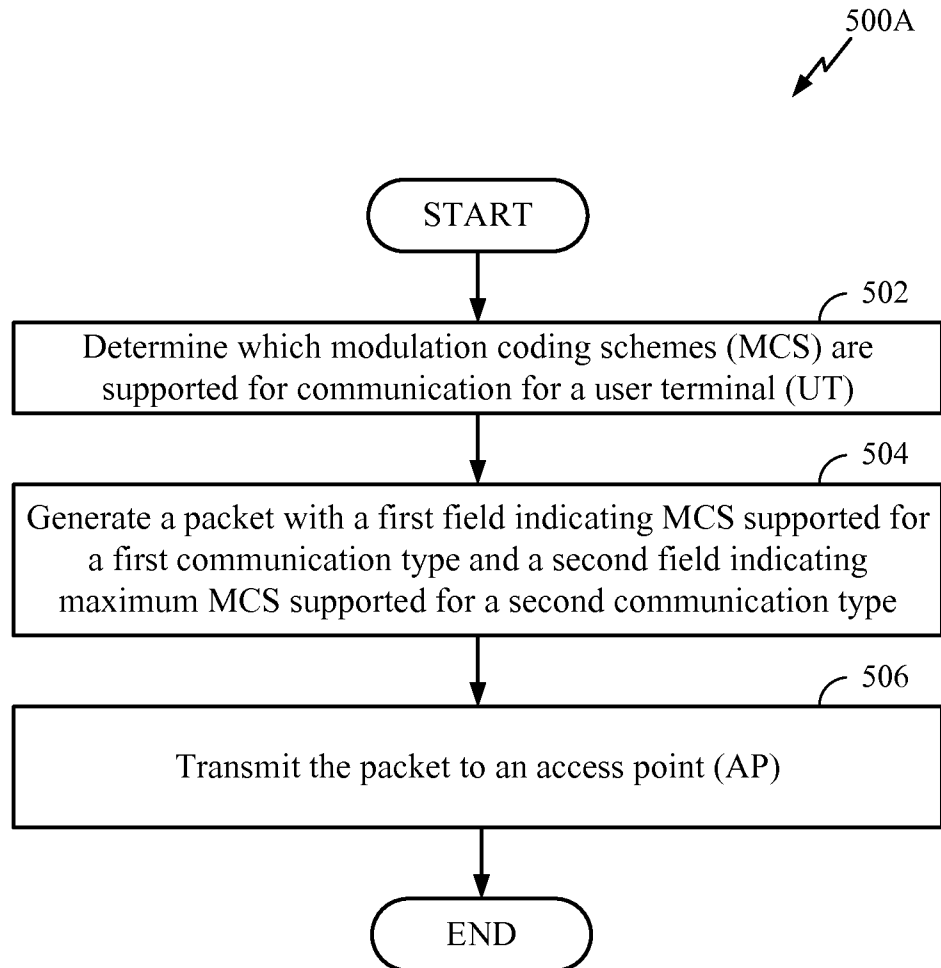 500A
START
502
Determine which modulation coding schemes (MCS) are
supported for communication for a user terminal (UT)
504
Generate a packet with a first field indicating MCS supported for
a first communication type and a second field indicating
maximum MCS supported for a second communication type
506
Transmit the packet to an access point (AP)
END